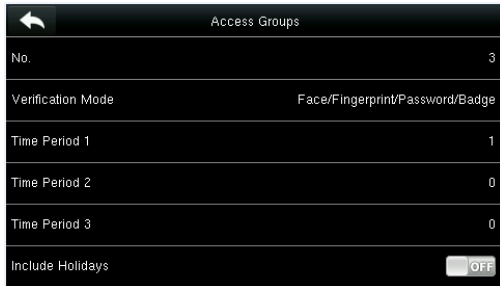 Access Groups
No. 3
Verification Mode Face/Fingerprint/Password/Badge
Time Period 1 1
Time Period 2 0
Time Period 3 0
Include Holidays OFF